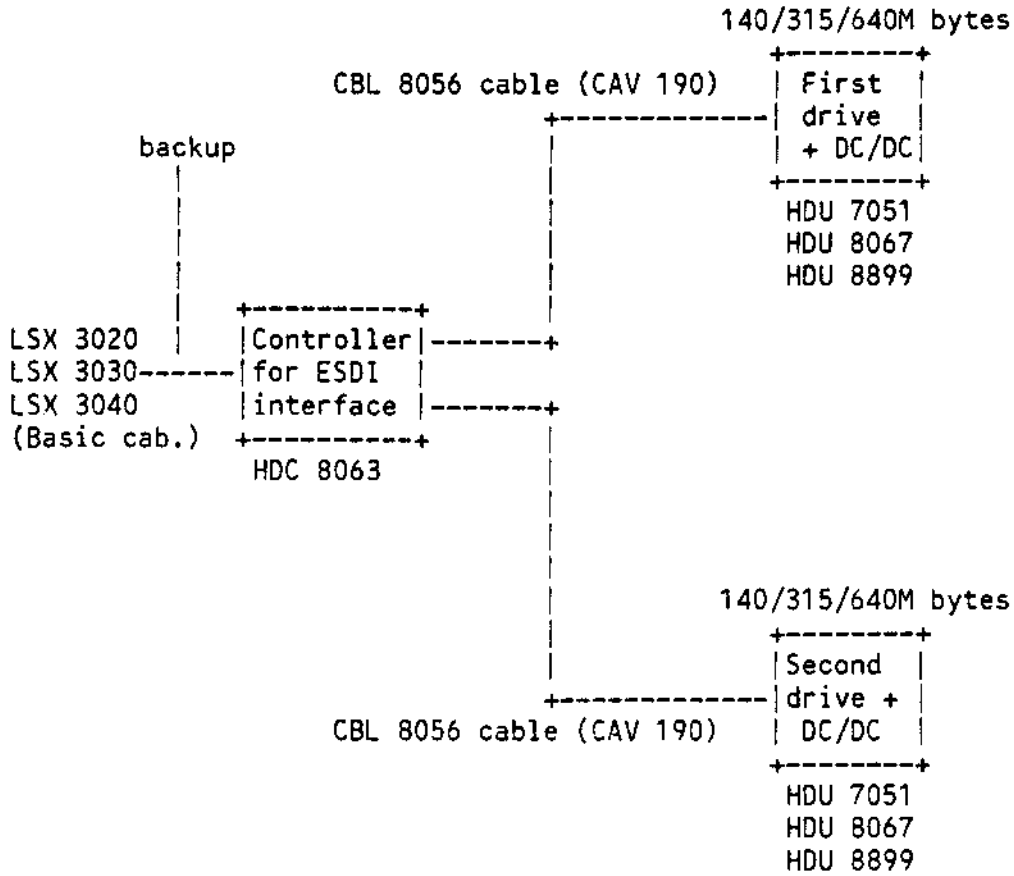 140/315/640M bytes
CBL 8056 cable (CAV 190)
First
drive
+ DC/DC
backup
HDU 7051
HDU 8067
HDU 8899
LSX 3020
LSX 3030
LSX 3040
(Basic cab.)
Controller
for ESDI
interface
HDC 8063
140/315/640M bytes
Second
drive +
DC/DC
CBL 8056 cable (CAV 190)
HDU 7051
HDU 8067
HDU 8899